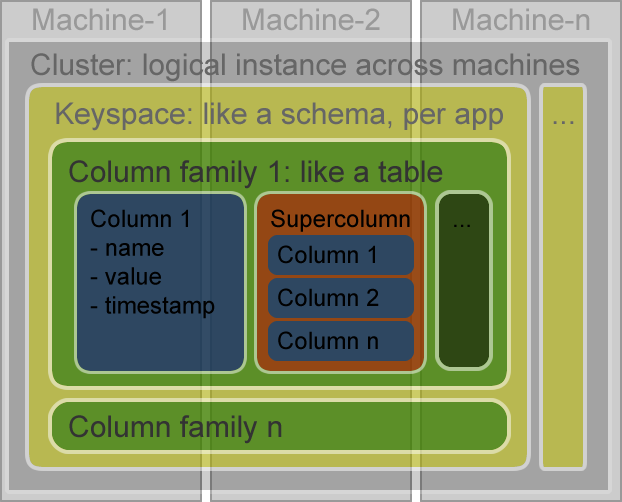 Machine-1
Machine-2
Machine-n
Cluster: logical instance across machines
Keyspace: like a schema, per app
...
Column family 1: like a table
Column 1
- name
- value
- timestamp
Supercolumn
Column 1
Column 2
Column n
...
Column family n